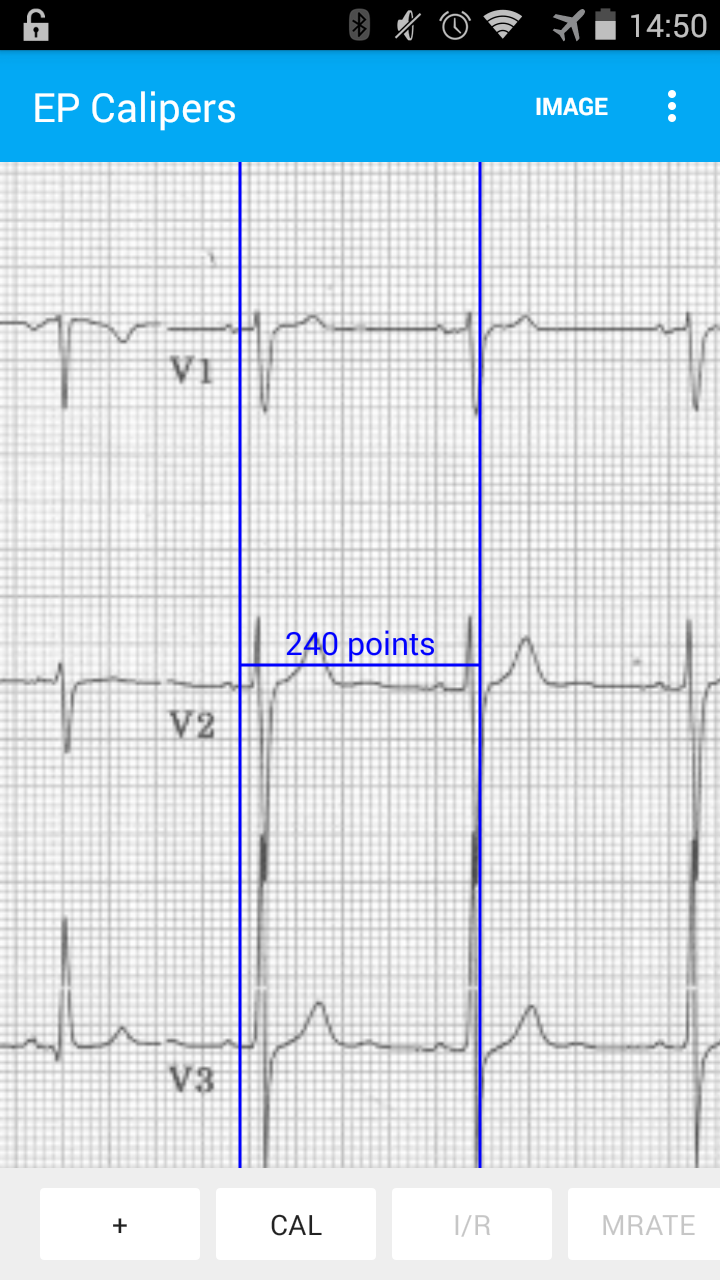 14:50
EP Calipers IMAGE
V1
240 points
V2
V3
+ CAL I/R MRATE